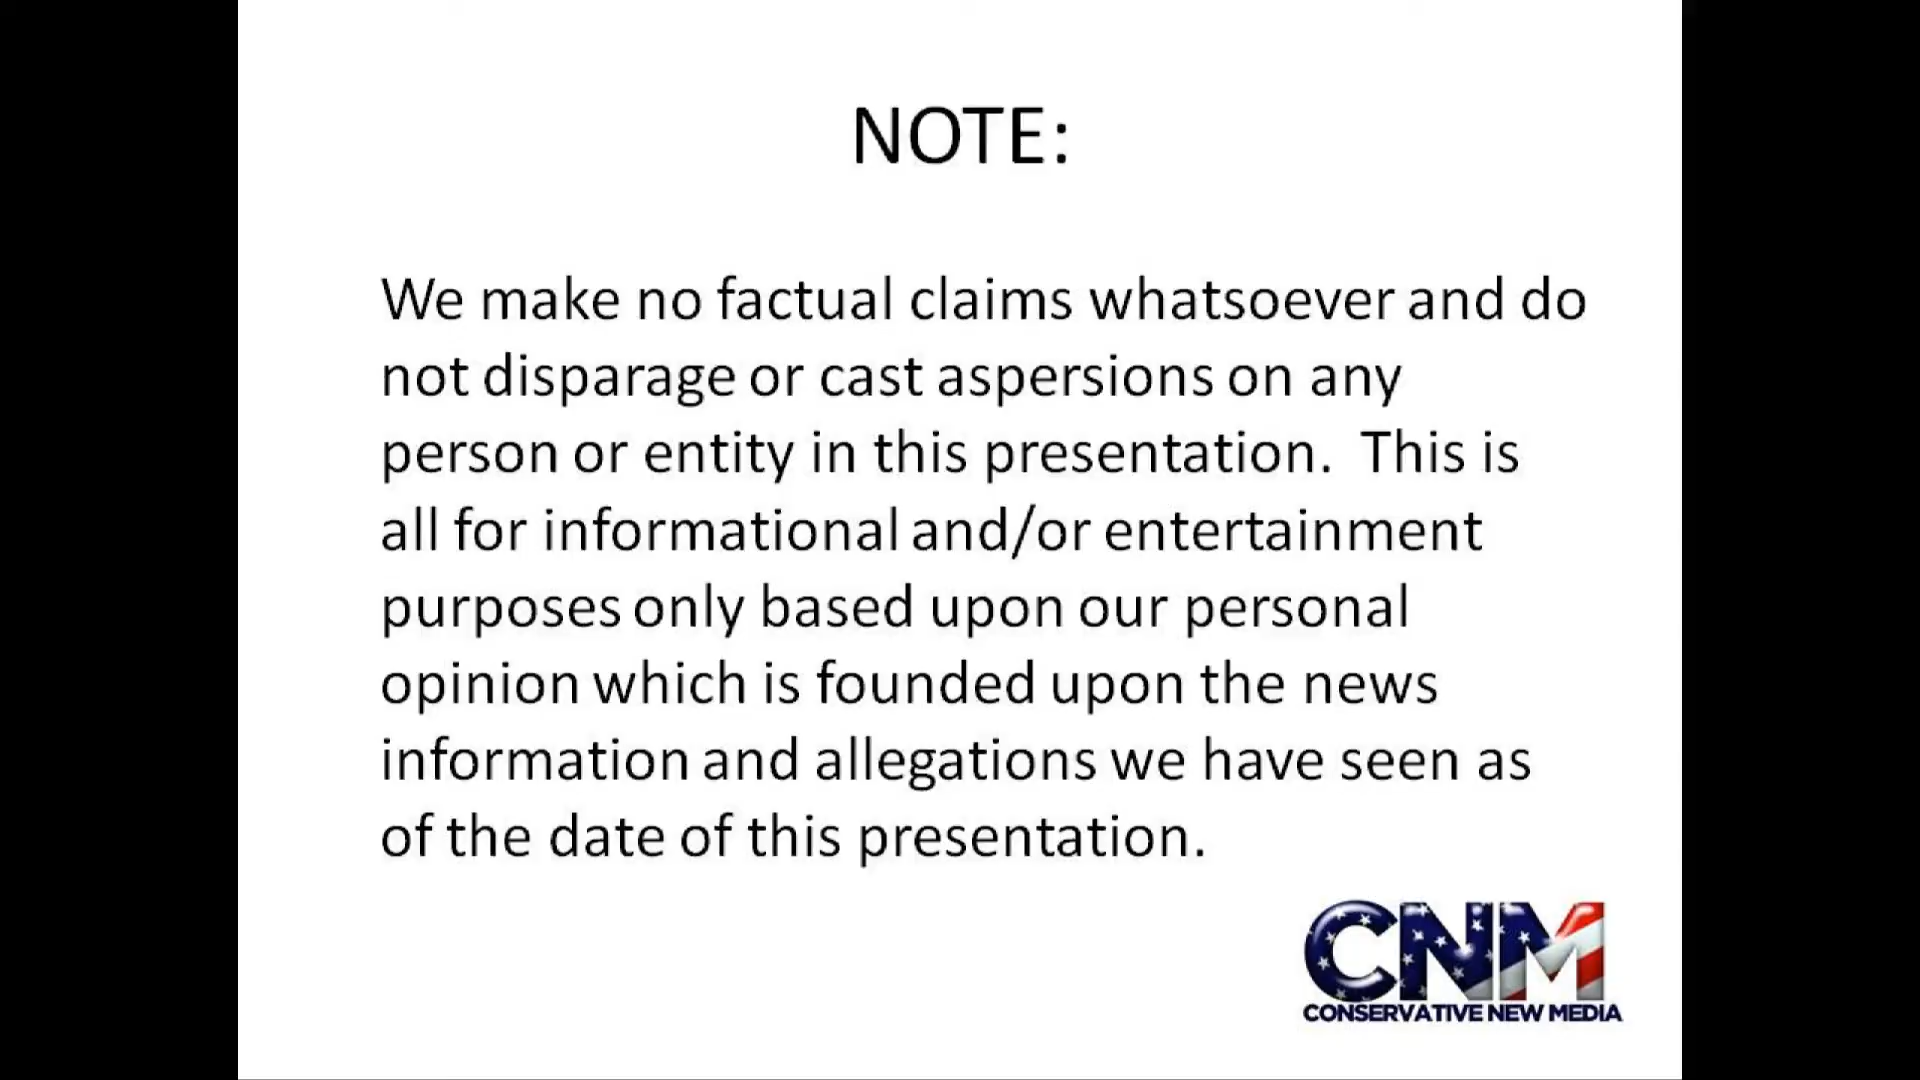 NOTE:
We make no factual claims whatsoever and do
not disparage or cast aspersions on any
person or entity in this presentation.  This is
all for informational and/or entertainment
purposes only based upon our personal
opinion which is founded upon the news
information and allegations we have seen as
of the date of this presentation.
CNM
CONSERVATIVE NEW MEDIA